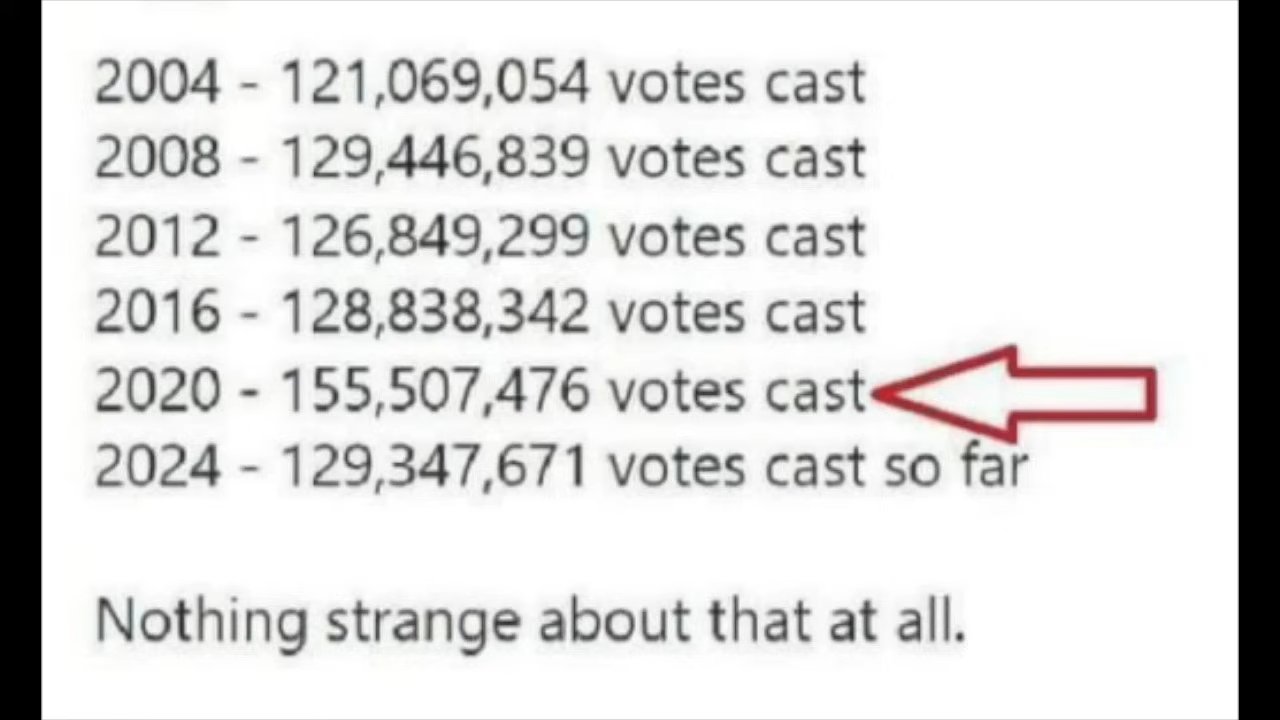 2004 - 121,069,054 votes cast
2008 - 129,446,839 votes cast
2012 - 126,849,299 votes cast
2016 - 128,838,342 votes cast
2020 - 155,507,476 votes cast
2024 - 129,347,671 votes cast so far
Nothing strange about that at all.